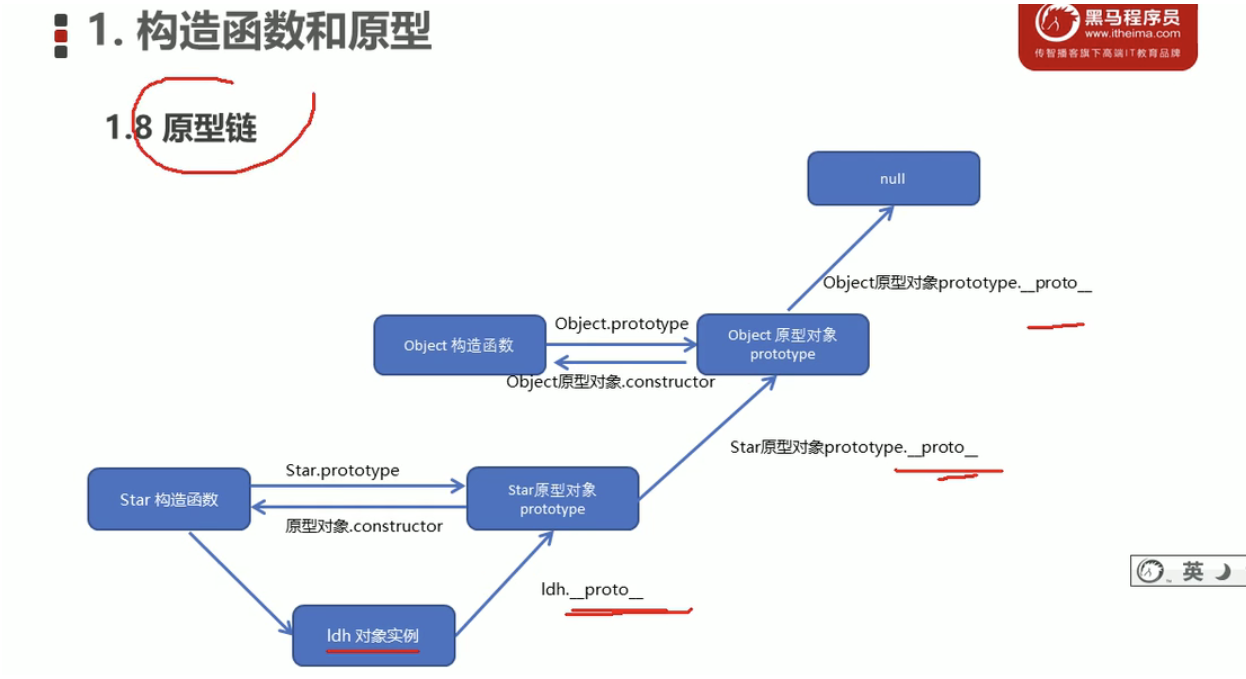 1. 构造函数和原型
黑马程序员
www.itheima.com
传智播客旗下高端IT教育品牌
1.8 原型链
null
Object原型对象prototype.__proto__
Object.prototype
Object 构造函数
Object 原型对象
prototype
Object原型对象.constructor
Star原型对象prototype.__proto__
Star.prototype
Star 构造函数
Star原型对象
prototype
原型对象.constructor
ldh.__proto__
ldh 对象实例
英